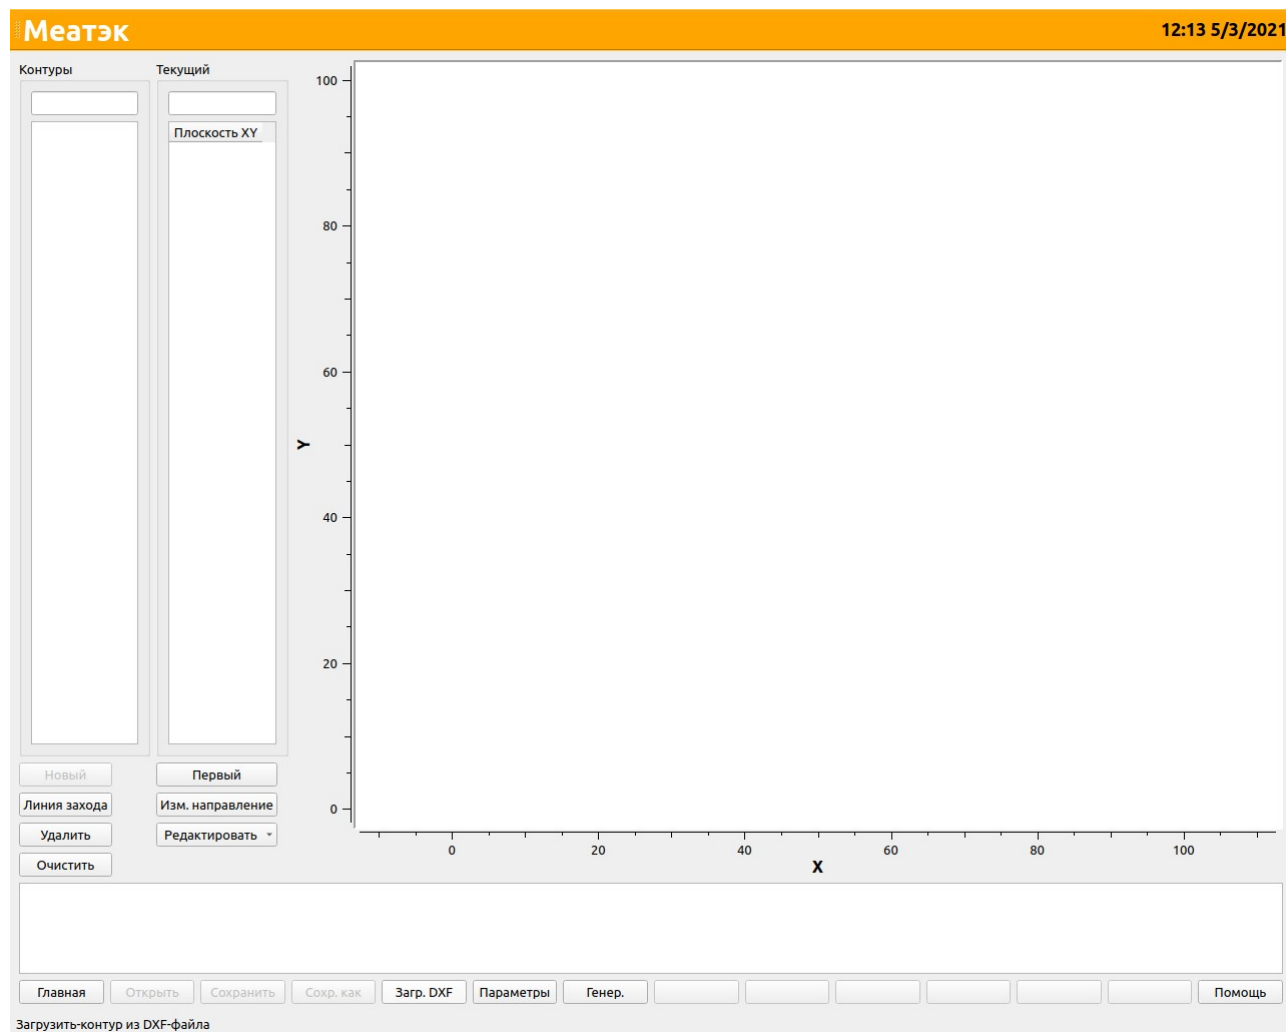 Меатэк
12:13 5/3/2021
Контуры
Текущий
Плоскость XY
100
80
60
Y
40
20
0
0 20 40 60 80 100
X
Новый
Первый
Линия захода
Изм. направление
Удалить
Редактировать
Очистить
Главная Открыть Сохранить Сохр. как Загр. DXF Параметры Генер. Помощь
Загрузить-контур из DXF-файла